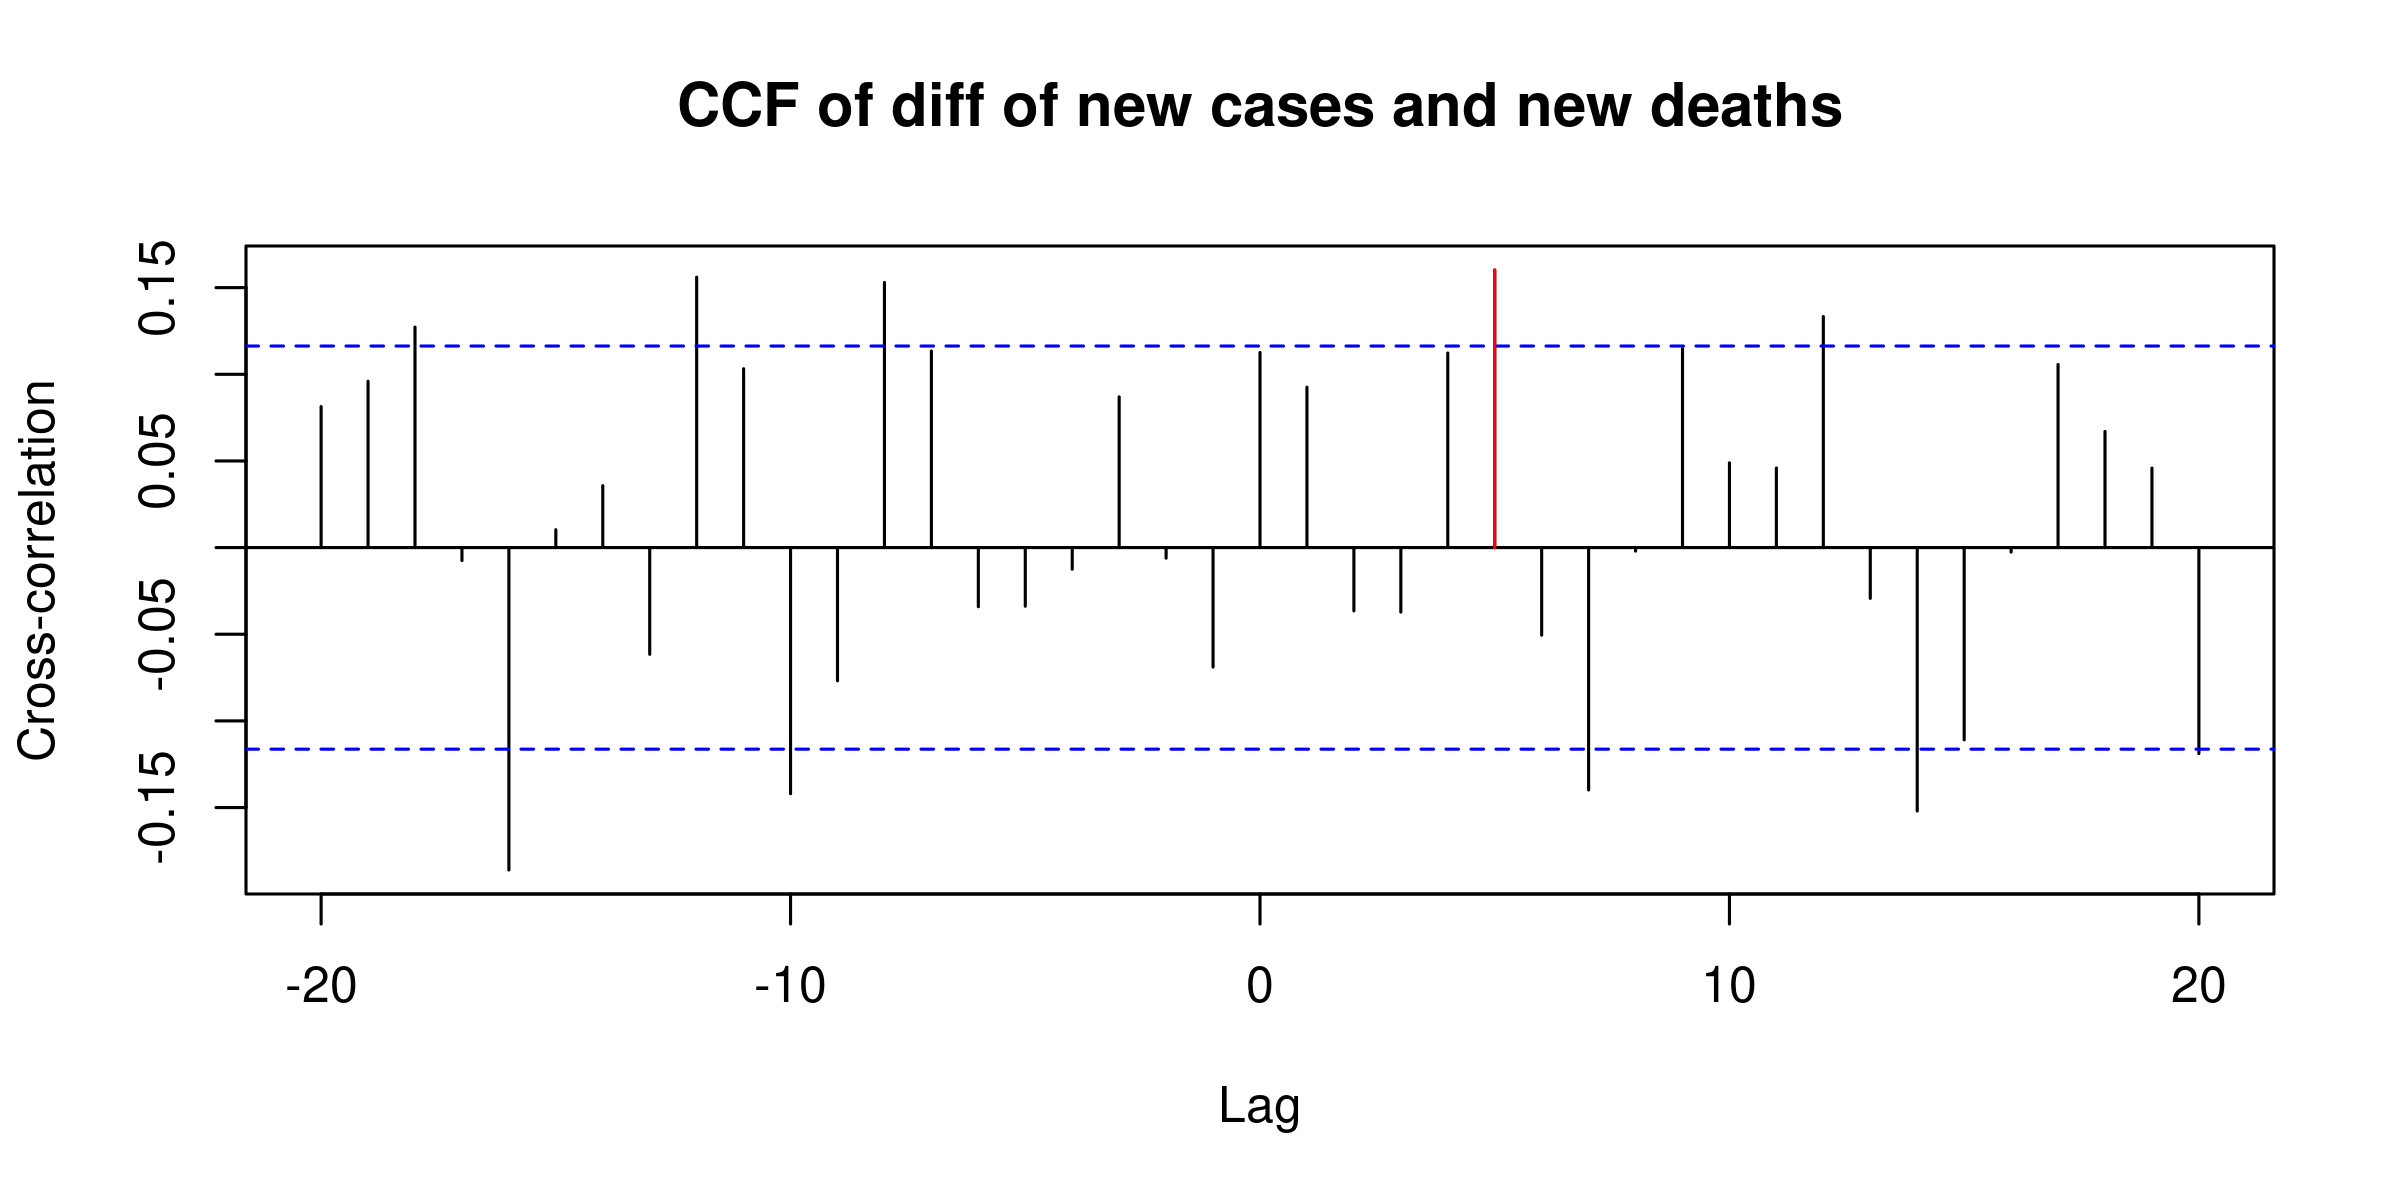 CCF of diff of new cases and new deaths
Cross-correlation
0.15
0.05
-0.05
-0.15
-20 -10 0 10 20
Lag